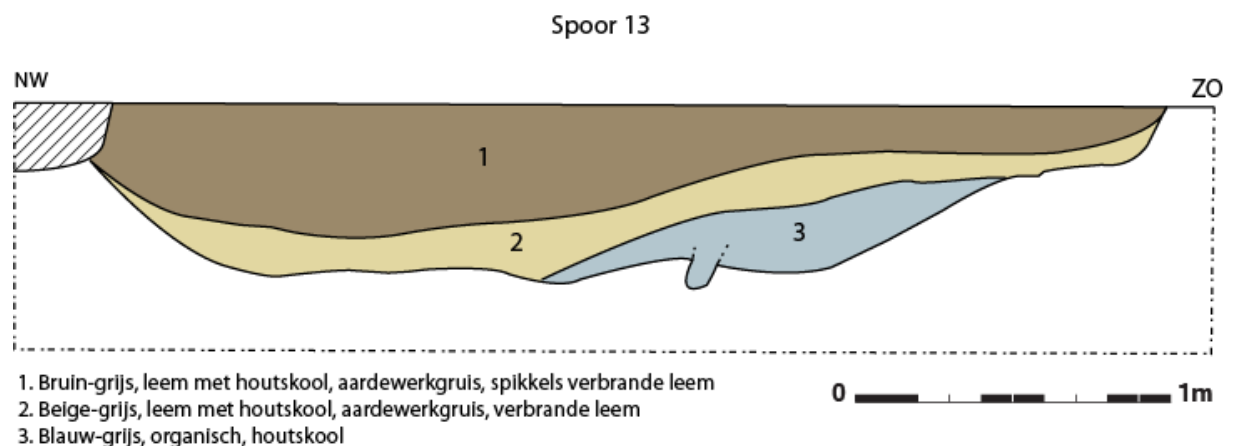 Spoor 13
NW
ZO
1
2
3
1. Bruin-grijs, leem met houtskool, aardewerkgruis, spikkels verbrande leem
2. Beige-grijs, leem met houtskool, aardewerkgruis, verbrande leem
3. Blauw-grijs, organisch, houtskool
0 1m